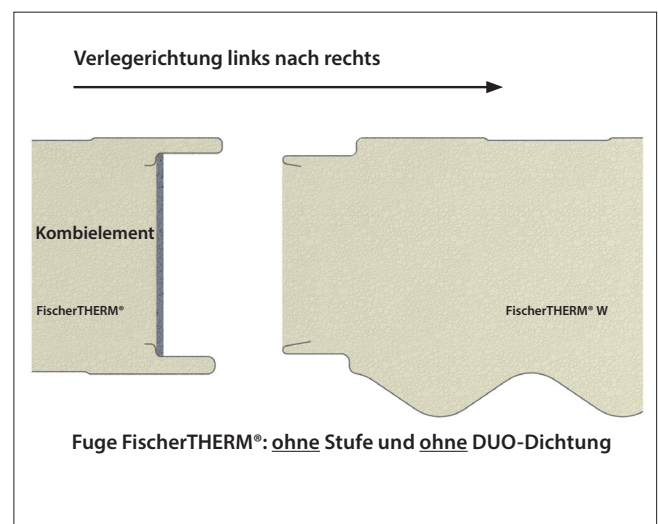 Verlegerichtung links nach rechts
Kombielement
FischerTHERM®
FischerTHERM® W
Fuge FischerTHERM®: ohne Stufe und ohne DUO-Dichtung